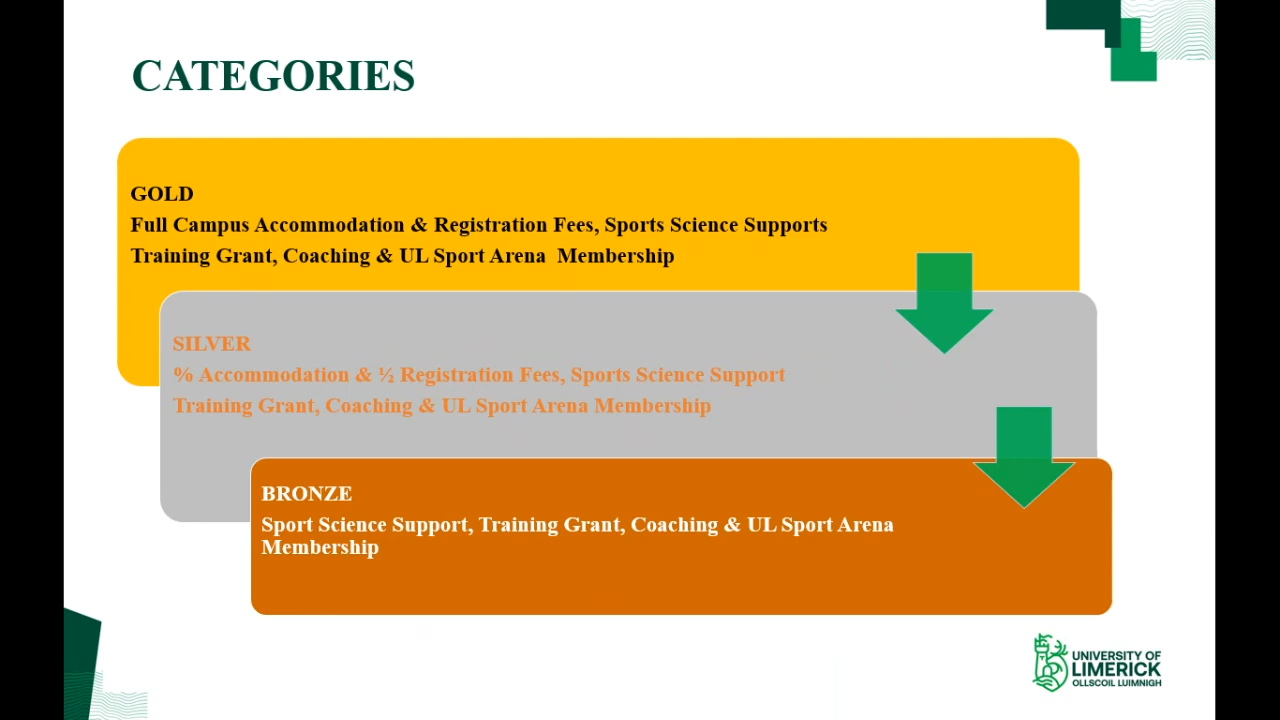 CATEGORIES
GOLD
Full Campus Accommodation & Registration Fees, Sports Science Supports
Training Grant, Coaching & UL Sport Arena  Membership
SILVER
% Accommodation & ½ Registration Fees, Sports Science Support
Training Grant, Coaching & UL Sport Arena Membership
BRONZE
Sport Science Support, Training Grant, Coaching & UL Sport Arena
Membership
UNIVERSITY OF
LIMERICK
OLLSCOIL LUIMNIGH